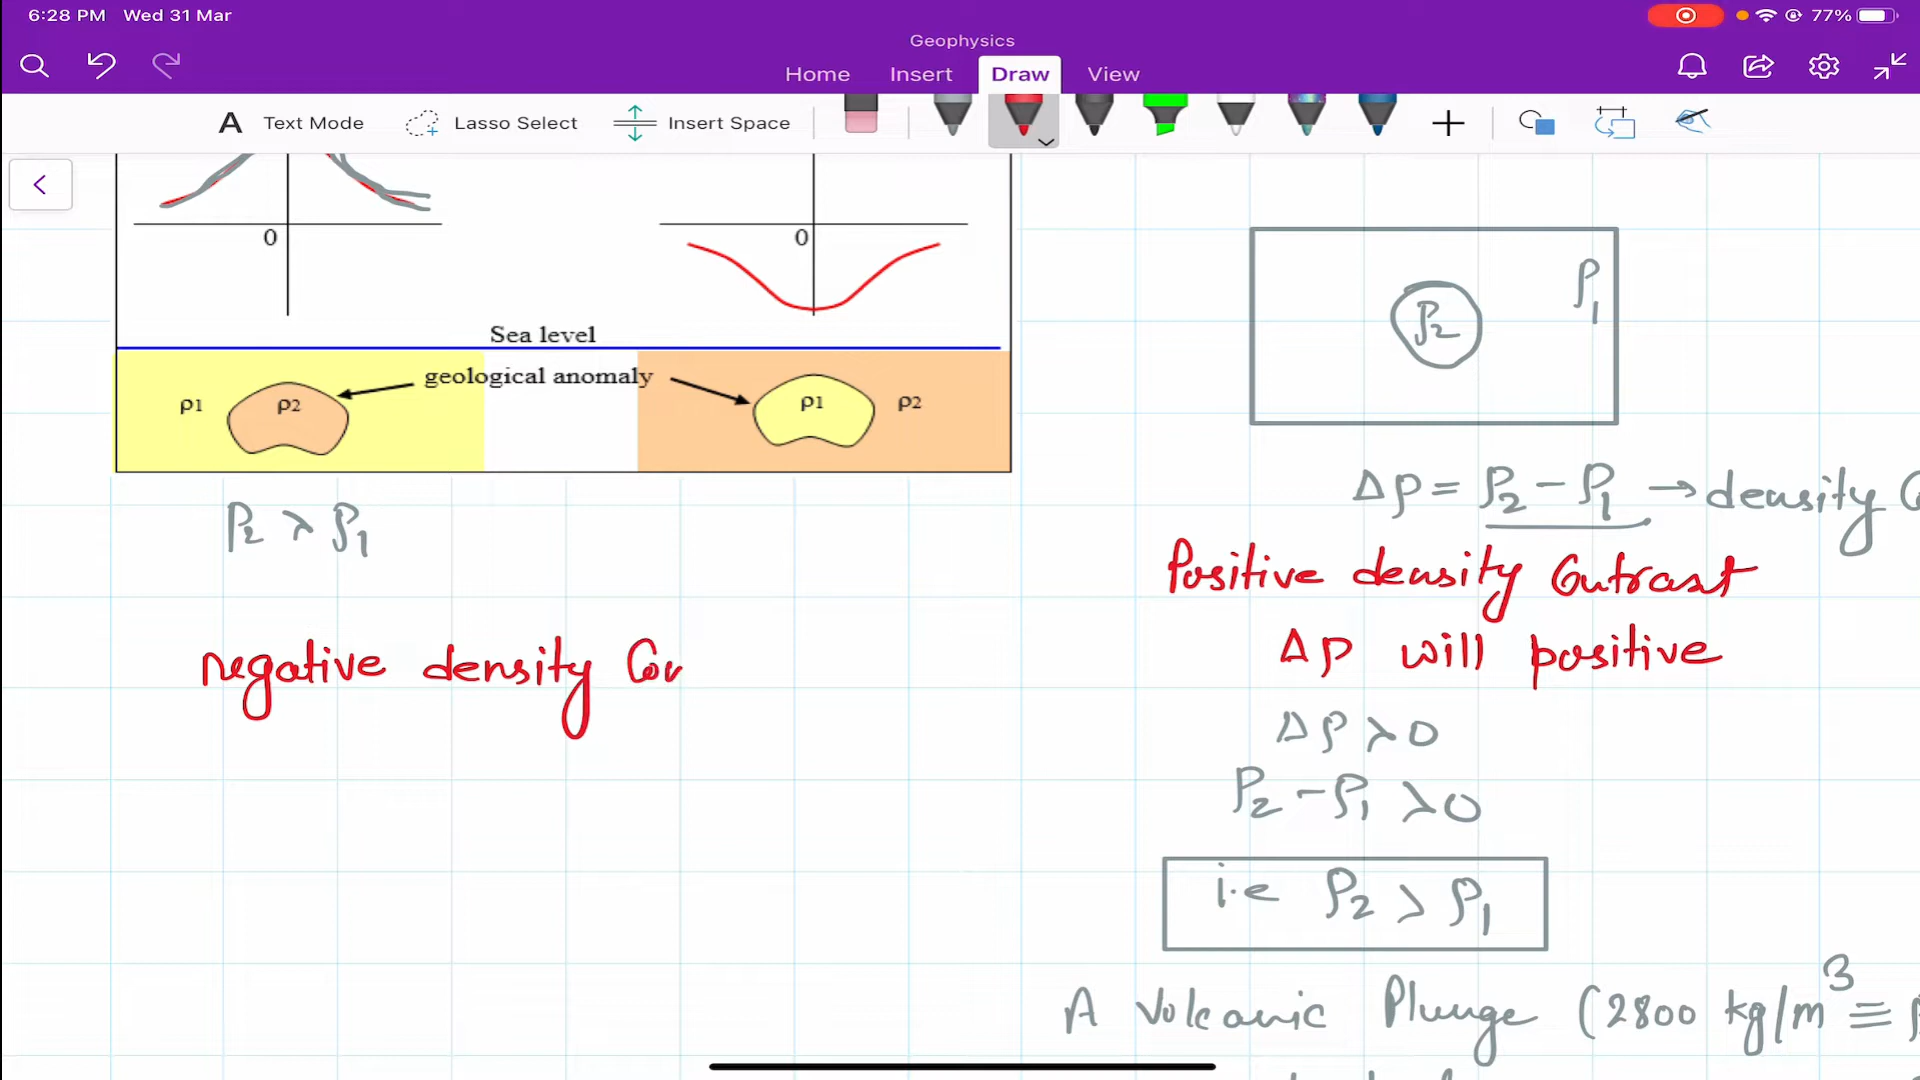 6:28 PM Wed 31 Mar
77%
Geophysics
Home Insert Draw View
A Text Mode Lasso Select Insert Space
0 0
Sea level
geological anomaly
ρ1 ρ2 ρ1 ρ2
ρ2 > ρ1
negative density Con
ρ2 ρ1
Δρ = ρ2 - ρ1 → density C
Positive density Contrast
Δρ will positive
Δρ > 0
ρ2 - ρ1 > 0
i.e ρ2 > ρ1
A Volcanic Plunge (2800 kg/m3 ≡ ρ